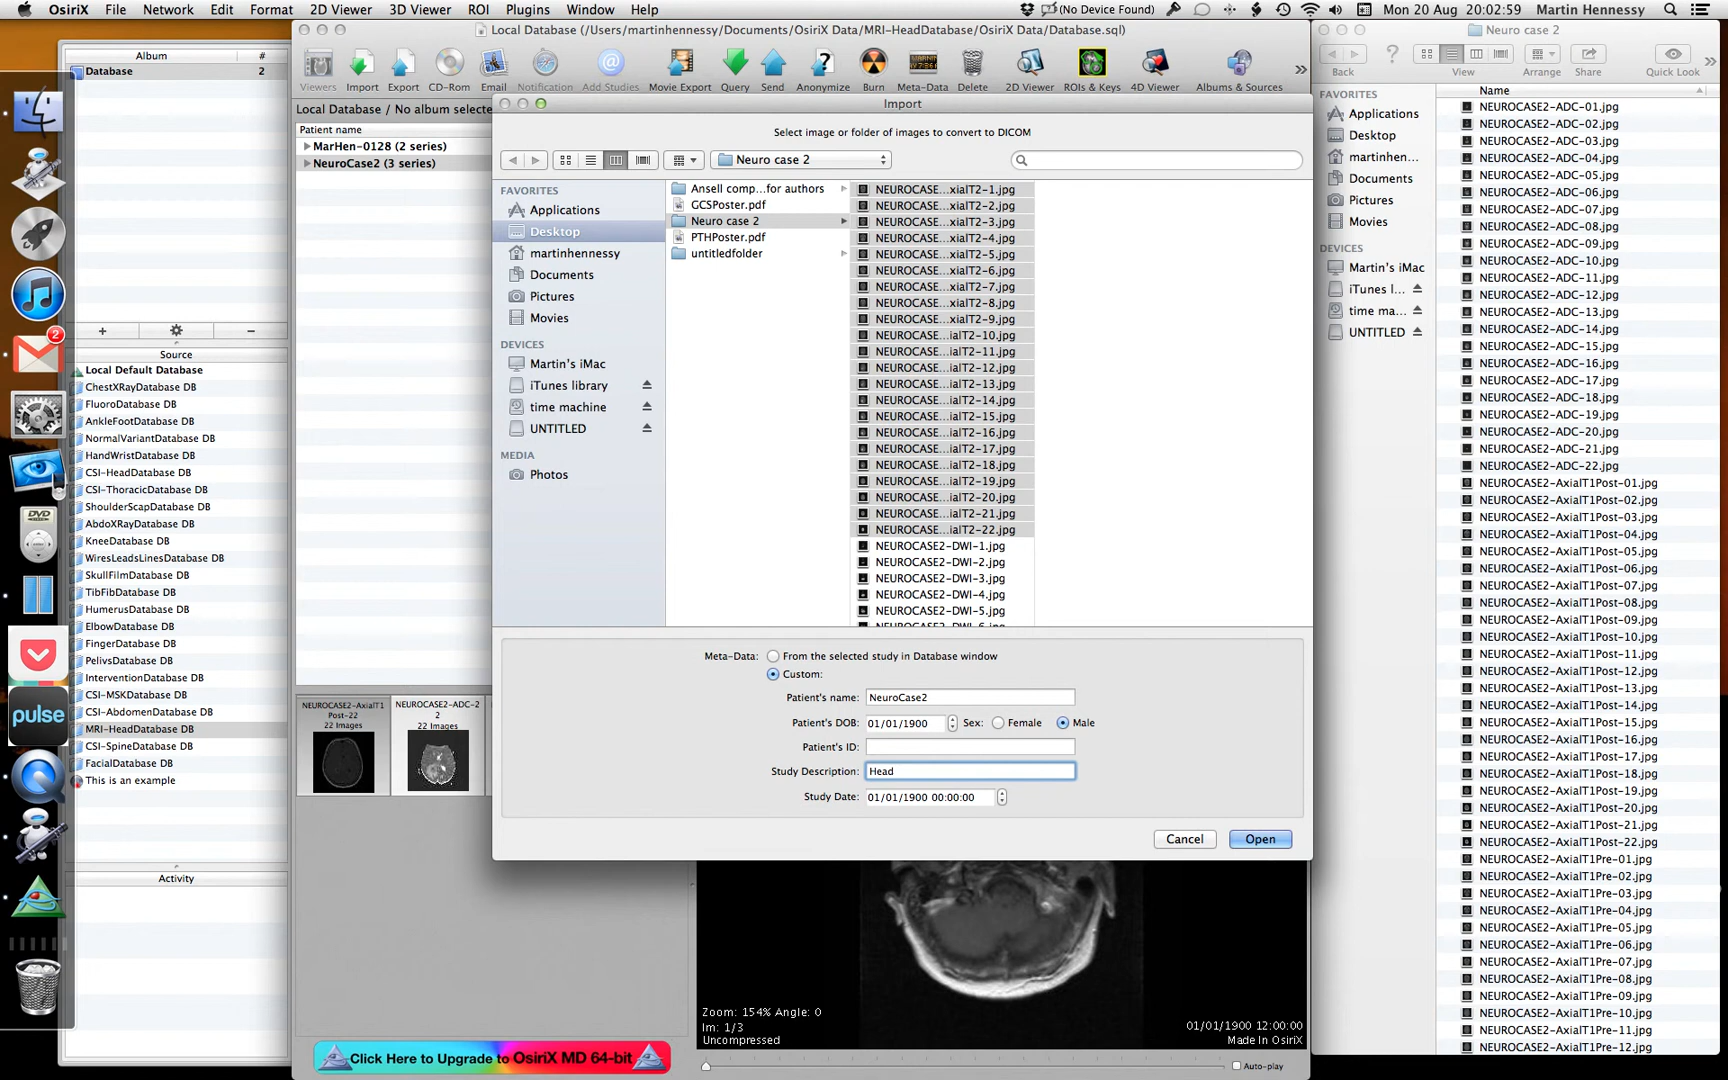 OsiriX File Network Edit Format 2D Viewer 3D Viewer ROI Plugins Window Help (No Device Found) Mon 20 Aug 20:02:59 Martin Hennessy
Local Database (/Users/martinhennessy/Documents/OsiriX Data/MRI-HeadDatabase/OsiriX Data/Database.sql)
Viewers Import Export CD-Rom Email Notification Add Studies Movie Export Query Send Anonymize Burn Meta-Data Delete 2D Viewer ROIs & Keys 4D Viewer Albums & Sources
Album #
Database 2
Source
Local Default Database
ChestXRayDatabase DB
FluoroDatabase DB
AnkleFootDatabase DB
NormalVariantDatabase DB
HandWristDatabase DB
CSI-HeadDatabase DB
CSI-ThoracicDatabase DB
ShoulderScapDatabase DB
AbdoXRayDatabase DB
KneeDatabase DB
WiresLeadsLinesDatabase DB
SkullFilmDatabase DB
TibFibDatabase DB
HumerusDatabase DB
ElbowDatabase DB
FingerDatabase DB
PelivsDatabase DB
InterventionDatabase DB
CSI-MSKDatabase DB
CSI-AbdomenDatabase DB
MRI-HeadDatabase DB
CSI-SpineDatabase DB
FacialDatabase DB
This is an example
Activity
2
DVD
pulse
Local Database / No album selecte
Patient name
MarHen-0128 (2 series)
NeuroCase2 (3 series)
NEUROCASE2-AxialT1
Post-22
22 Images
NEUROCASE2-ADC-2
2
22 Images
Click Here to Upgrade to OsiriX MD 64-bit
Import
Select image or folder of images to convert to DICOM
Neuro case 2
FAVORITES
Applications
Desktop
martinhennessy
Documents
Pictures
Movies
DEVICES
Martin's iMac
iTunes library
time machine
UNTITLED
MEDIA
Photos
Ansell comp...for authors
GCSPoster.pdf
Neuro case 2
PTHPoster.pdf
untitledfolder
NEUROCASE...xialT2-1.jpg
NEUROCASE...xialT2-2.jpg
NEUROCASE...xialT2-3.jpg
NEUROCASE...xialT2-4.jpg
NEUROCASE...xialT2-5.jpg
NEUROCASE...xialT2-6.jpg
NEUROCASE...xialT2-7.jpg
NEUROCASE...xialT2-8.jpg
NEUROCASE...xialT2-9.jpg
NEUROCASE...ialT2-10.jpg
NEUROCASE...ialT2-11.jpg
NEUROCASE...ialT2-12.jpg
NEUROCASE...ialT2-13.jpg
NEUROCASE...ialT2-14.jpg
NEUROCASE...ialT2-15.jpg
NEUROCASE...ialT2-16.jpg
NEUROCASE...ialT2-17.jpg
NEUROCASE...ialT2-18.jpg
NEUROCASE...ialT2-19.jpg
NEUROCASE...ialT2-20.jpg
NEUROCASE...ialT2-21.jpg
NEUROCASE...ialT2-22.jpg
NEUROCASE2-DWI-1.jpg
NEUROCASE2-DWI-2.jpg
NEUROCASE2-DWI-3.jpg
NEUROCASE2-DWI-4.jpg
NEUROCASE2-DWI-5.jpg
Meta-Data: From the selected study in Database window
Custom:
Patient's name: NeuroCase2
Patient's DOB: 01/01/1900 Sex: Female Male
Patient's ID:
Study Description: Head
Study Date: 01/01/1900 00:00:00
Cancel Open
Zoom: 154% Angle: 0
Im: 1/3
Uncompressed
01/01/1900 12:00:00
Made In OsiriX
Auto-play
Neuro case 2
Back View Arrange Share Quick Look
FAVORITES
Applications
Desktop
martinhen...
Documents
Pictures
Movies
DEVICES
Martin's iMac
iTunes l...
time ma...
UNTITLED
Name
NEUROCASE2-ADC-01.jpg
NEUROCASE2-ADC-02.jpg
NEUROCASE2-ADC-03.jpg
NEUROCASE2-ADC-04.jpg
NEUROCASE2-ADC-05.jpg
NEUROCASE2-ADC-06.jpg
NEUROCASE2-ADC-07.jpg
NEUROCASE2-ADC-08.jpg
NEUROCASE2-ADC-09.jpg
NEUROCASE2-ADC-10.jpg
NEUROCASE2-ADC-11.jpg
NEUROCASE2-ADC-12.jpg
NEUROCASE2-ADC-13.jpg
NEUROCASE2-ADC-14.jpg
NEUROCASE2-ADC-15.jpg
NEUROCASE2-ADC-16.jpg
NEUROCASE2-ADC-17.jpg
NEUROCASE2-ADC-18.jpg
NEUROCASE2-ADC-19.jpg
NEUROCASE2-ADC-20.jpg
NEUROCASE2-ADC-21.jpg
NEUROCASE2-ADC-22.jpg
NEUROCASE2-AxialT1Post-01.jpg
NEUROCASE2-AxialT1Post-02.jpg
NEUROCASE2-AxialT1Post-03.jpg
NEUROCASE2-AxialT1Post-04.jpg
NEUROCASE2-AxialT1Post-05.jpg
NEUROCASE2-AxialT1Post-06.jpg
NEUROCASE2-AxialT1Post-07.jpg
NEUROCASE2-AxialT1Post-08.jpg
NEUROCASE2-AxialT1Post-09.jpg
NEUROCASE2-AxialT1Post-10.jpg
NEUROCASE2-AxialT1Post-11.jpg
NEUROCASE2-AxialT1Post-12.jpg
NEUROCASE2-AxialT1Post-13.jpg
NEUROCASE2-AxialT1Post-14.jpg
NEUROCASE2-AxialT1Post-15.jpg
NEUROCASE2-AxialT1Post-16.jpg
NEUROCASE2-AxialT1Post-17.jpg
NEUROCASE2-AxialT1Post-18.jpg
NEUROCASE2-AxialT1Post-19.jpg
NEUROCASE2-AxialT1Post-20.jpg
NEUROCASE2-AxialT1Post-21.jpg
NEUROCASE2-AxialT1Post-22.jpg
NEUROCASE2-AxialT1Pre-01.jpg
NEUROCASE2-AxialT1Pre-02.jpg
NEUROCASE2-AxialT1Pre-03.jpg
NEUROCASE2-AxialT1Pre-04.jpg
NEUROCASE2-AxialT1Pre-05.jpg
NEUROCASE2-AxialT1Pre-06.jpg
NEUROCASE2-AxialT1Pre-07.jpg
NEUROCASE2-AxialT1Pre-08.jpg
NEUROCASE2-AxialT1Pre-09.jpg
NEUROCASE2-AxialT1Pre-10.jpg
NEUROCASE2-AxialT1Pre-11.jpg
NEUROCASE2-AxialT1Pre-12.jpg